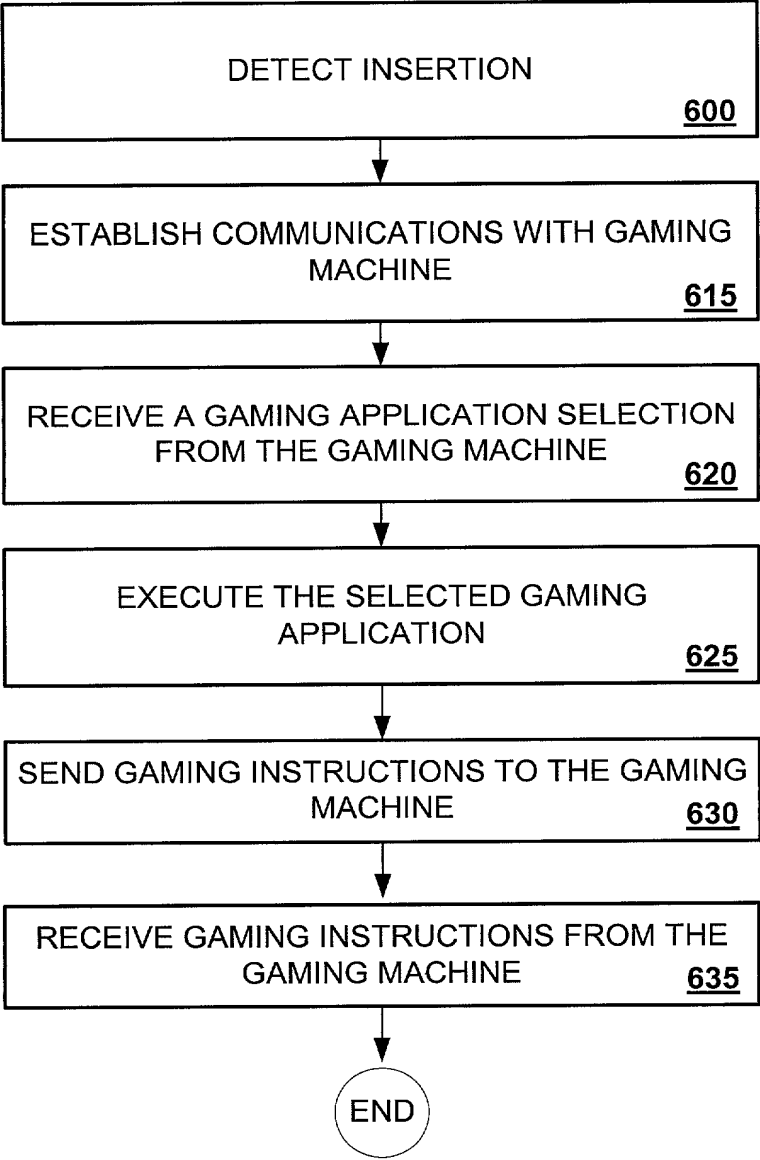 DETECT INSERTION
600
ESTABLISH COMMUNICATIONS WITH GAMING
MACHINE
615
RECEIVE A GAMING APPLICATION SELECTION
FROM THE GAMING MACHINE
620
EXECUTE THE SELECTED GAMING
APPLICATION
625
SEND GAMING INSTRUCTIONS TO THE GAMING
MACHINE
630
RECEIVE GAMING INSTRUCTIONS FROM THE
GAMING MACHINE
635
END